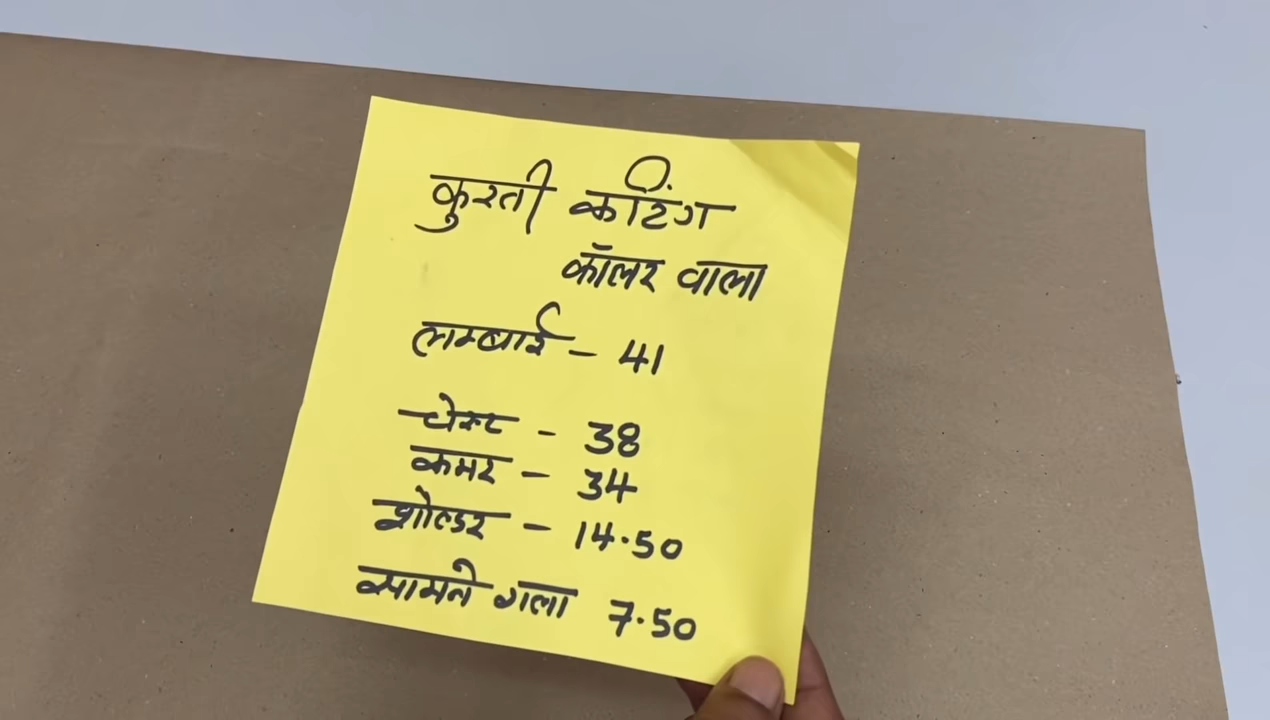 कुरती कटिंग
कॉलर वाला
लम्बाई - 41
चेस्ट - 38
कमर - 34
शोल्डर - 14.50
सामने गला 7.50